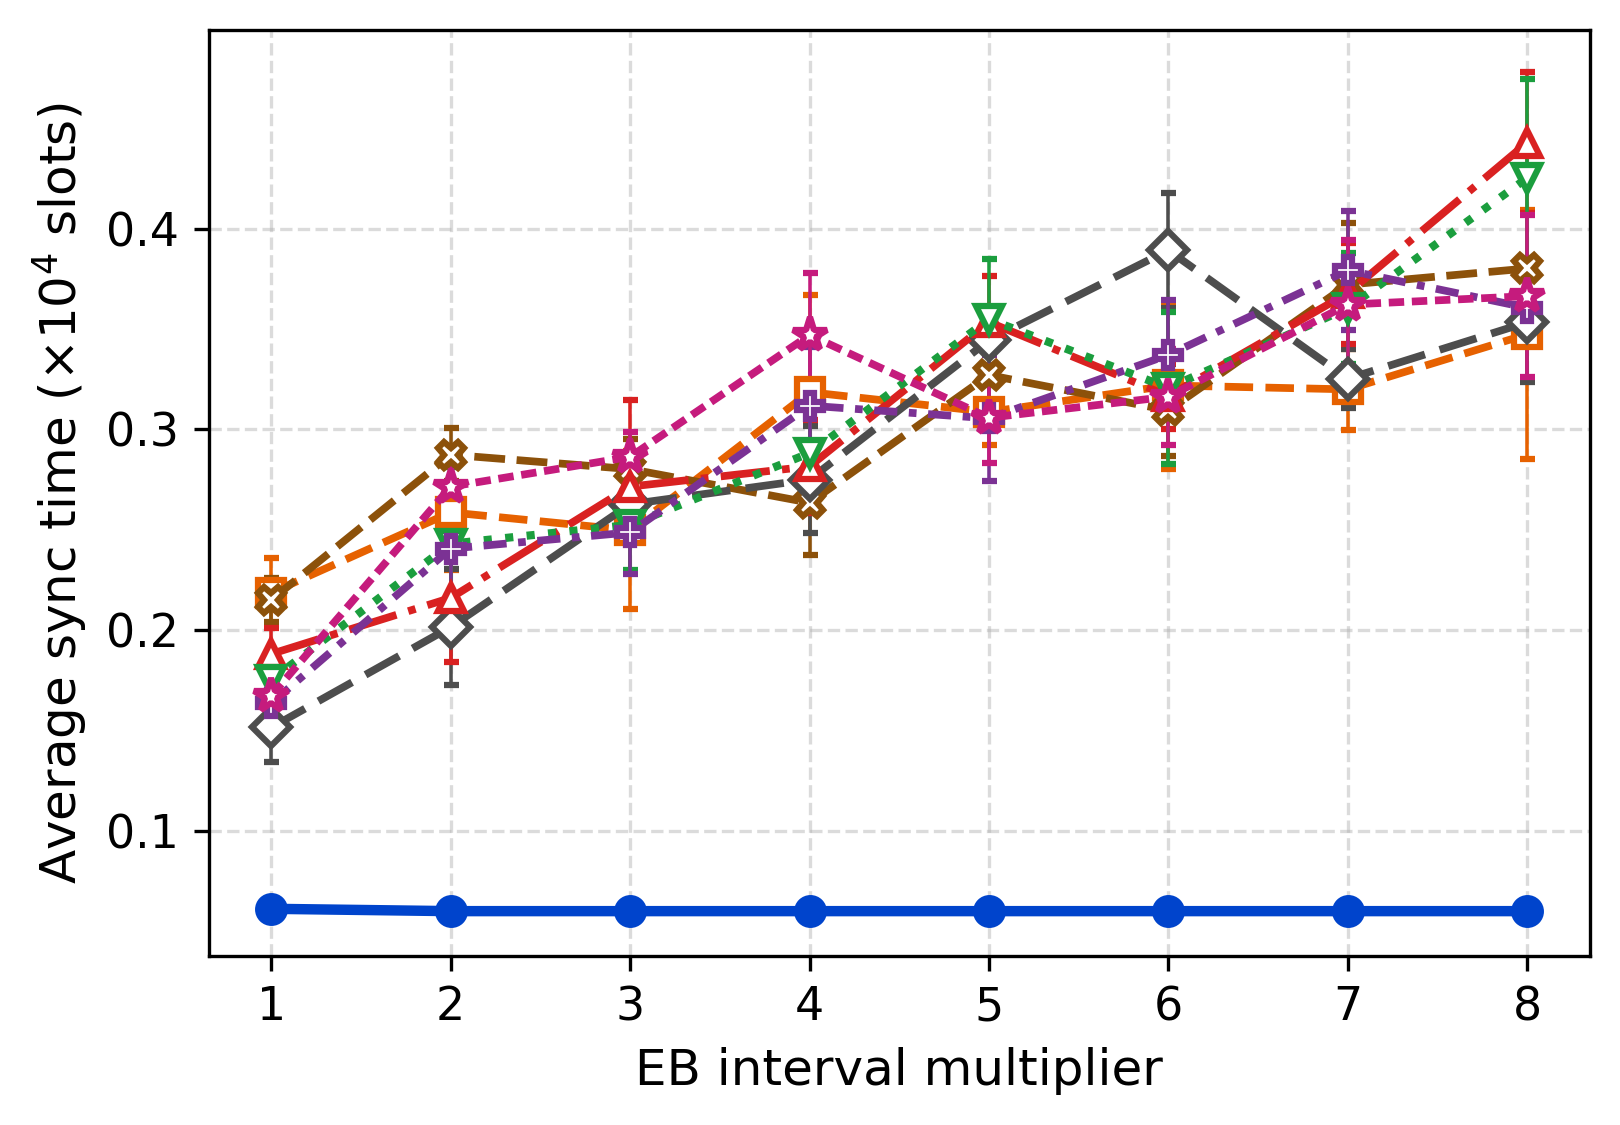 Average sync time (×10⁴ slots)
0.4
0.3
0.2
0.1
1 2 3 4 5 6 7 8
EB interval multiplier